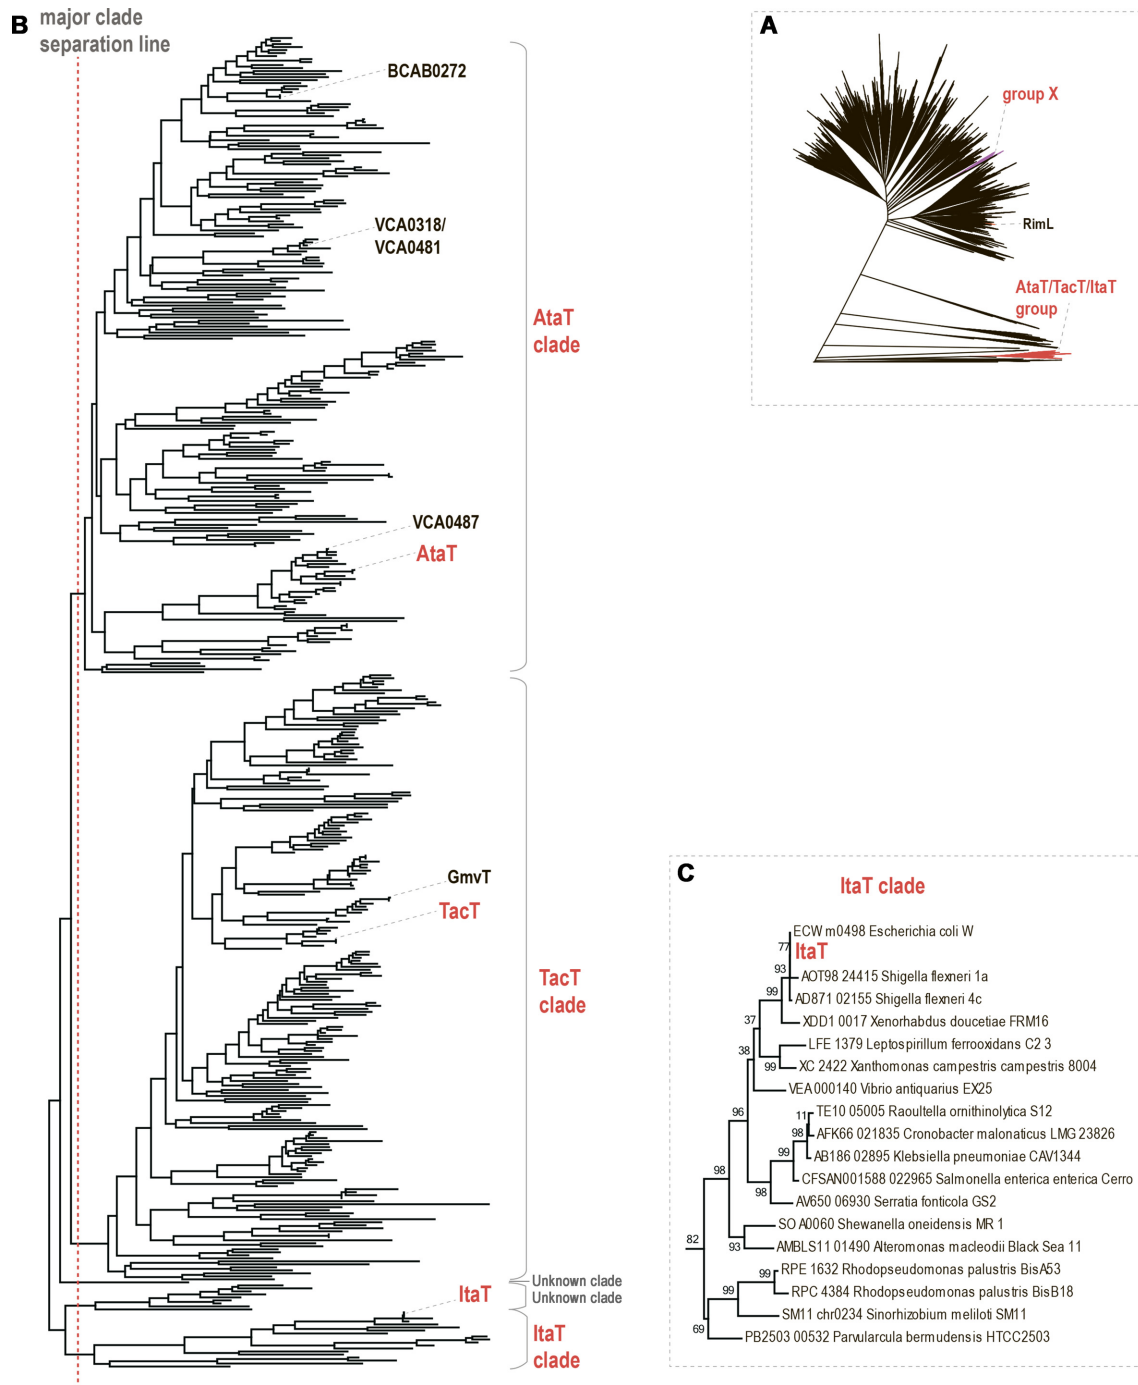 B
major clade
separation line
BCAB0272
VCA0318/
VCA0481
AtaT
clade
VCA0487
AtaT
GmvT
TacT
TacT
clade
Unknown clade
Unknown clade
ItaT
ItaT
clade
A
group X
RimL
AtaT/TacT/ItaT
group
C
ItaT clade
ECW m0498 Escherichia coli W
77
ItaT
93
AOT98 24415 Shigella flexneri 1a
99
AD871 02155 Shigella flexneri 4c
37
XDD1 0017 Xenorhabdus doucetiae FRM16
LFE 1379 Leptospirillum ferrooxidans C2 3
38
99
XC 2422 Xanthomonas campestris campestris 8004
VEA 000140 Vibrio antiquarius EX25
96
11
TE10 05005 Raoultella ornithinolytica S12
98
AFK66 021835 Cronobacter malonaticus LMG 23826
99
AB186 02895 Klebsiella pneumoniae CAV1344
98
CFSAN001588 022965 Salmonella enterica enterica Cerro
98
AV650 06930 Serratia fonticola GS2
SO A0060 Shewanella oneidensis MR 1
82
93
AMBLS11 01490 Alteromonas macleodii Black Sea 11
99
RPE 1632 Rhodopseudomonas palustris BisA53
99
RPC 4384 Rhodopseudomonas palustris BisB18
SM11 chr0234 Sinorhizobium meliloti SM11
69
PB2503 00532 Parvularcula bermudensis HTCC2503